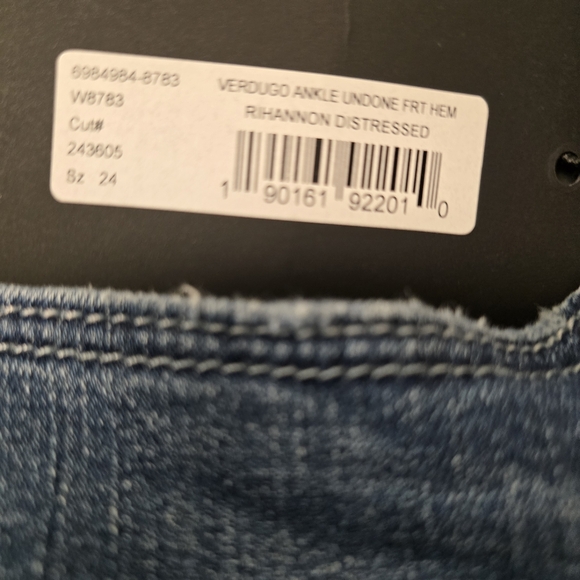 6984984-8783
W8783
Cut#
243605
Sz 24
VERDUGO ANKLE UNDONE FRT HEM
RIHANNON DISTRESSED
1 90161 92201 0